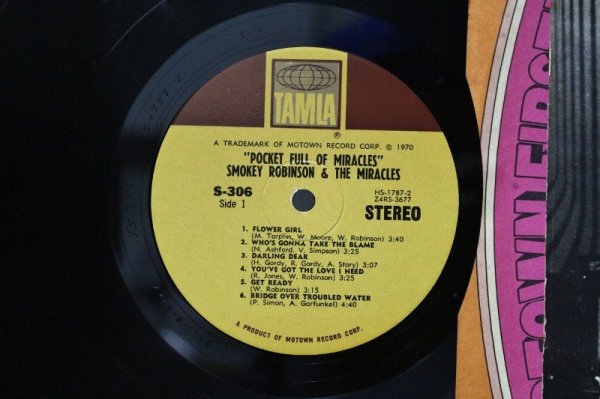 TAMLA
®
A TRADEMARK OF MOTOWN RECORD CORP. ℗ 1970
"POCKET FULL OF MIRACLES"
SMOKEY ROBINSON & THE MIRACLES
S-306
Side 1
HS-1787-2
Z4RS-3677
STEREO
1. FLOWER GIRL
(M. Tarplin, W. Moore, W. Robinson) 3:40
2. WHO'S GONNA TAKE THE BLAME
(N. Ashford, V. Simpson) 3:25
3. DARLING DEAR
(H. Gordy, R. Gordy, A. Story) 3:07
4. YOU'VE GOT THE LOVE I NEED
(R. Jones, W. Robinson) 3:25
5. GET READY
(W. Robinson) 3:15
6. BRIDGE OVER TROUBLED WATER
(P. Simon, A. Garfunkel) 4:40
A PRODUCT OF MOTOWN RECORD CORP.